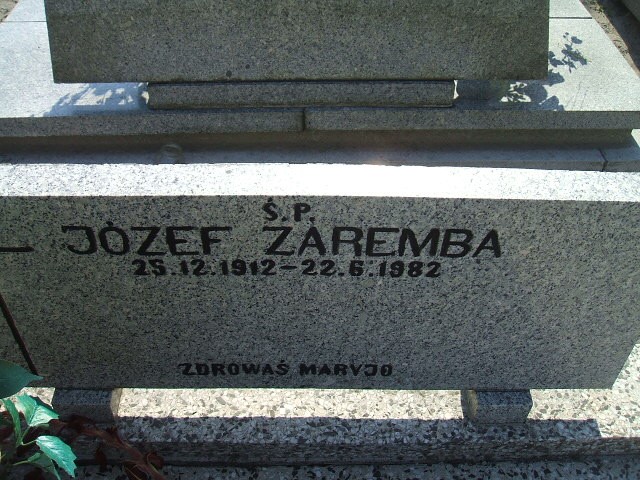 Ś.P.
JÓZEF ZAREMBA
25.12.1912-22.6.1982
ZDROWAŚ MARYJO